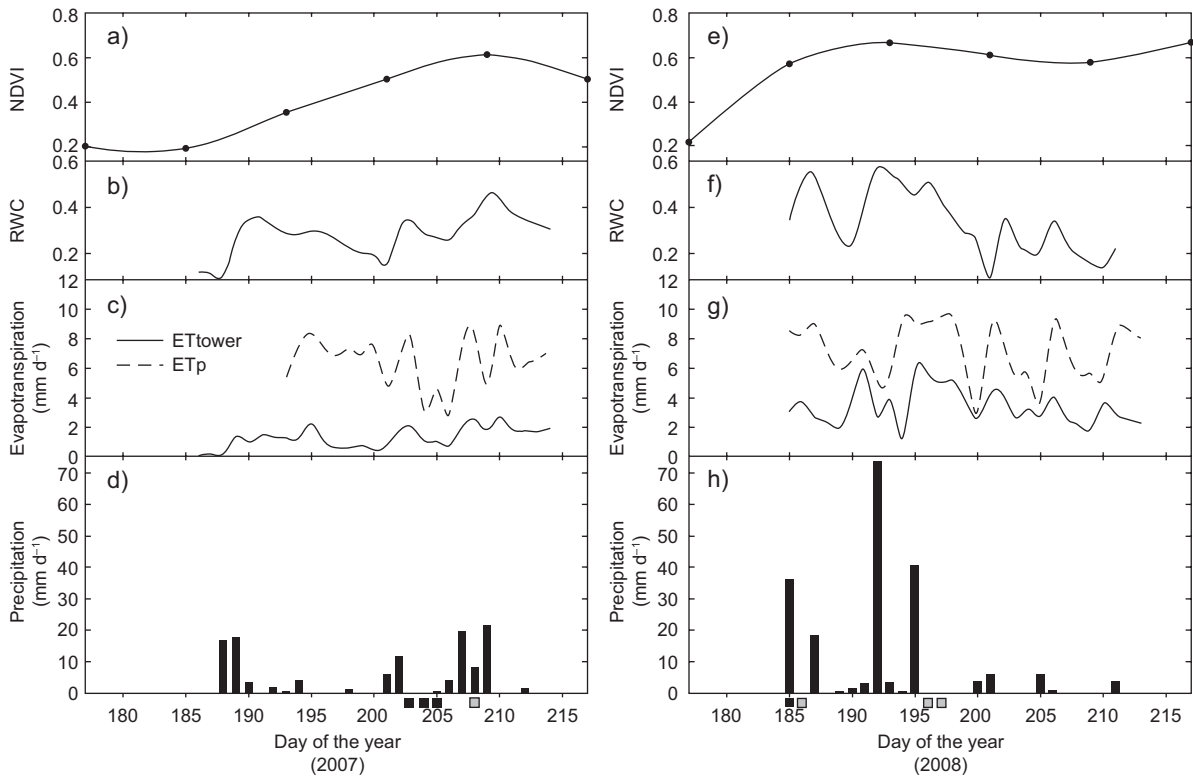 a)
NDVI
0.8
0.6
0.4
0.2
b)
RWC
0.6
0.4
0.2
c)
Evapotranspiration
(mm d⁻¹)
12
10
8
6
4
2
0
ETtower
ETp
d)
Precipitation
(mm d⁻¹)
70
60
50
40
30
20
10
0
180 185 190 195 200 205 210 215
Day of the year
(2007)
e)
NDVI
0.8
0.6
0.4
0.2
f)
RWC
0.6
0.4
0.2
g)
Evapotranspiration
(mm d⁻¹)
12
10
8
6
4
2
0
h)
Precipitation
(mm d⁻¹)
70
60
50
40
30
20
10
0
180 185 190 195 200 205 210 215
Day of the year
(2008)